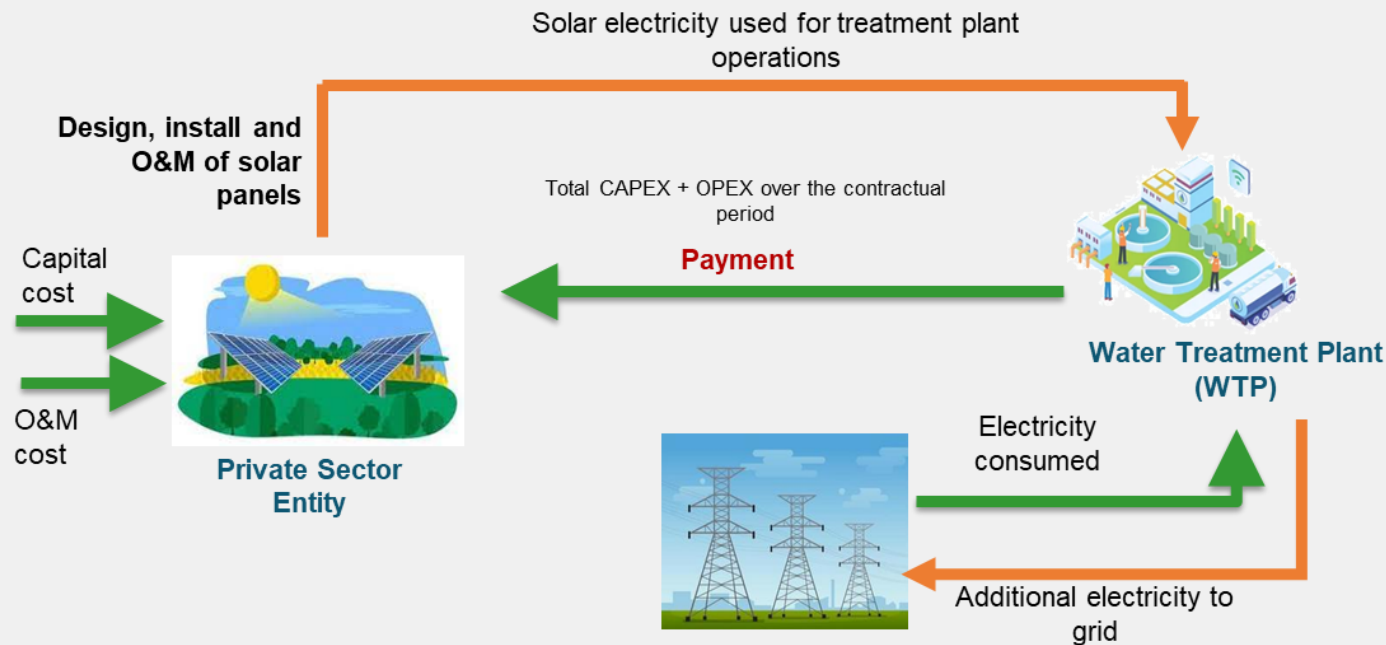 Solar electricity used for treatment plant
operations
Design, install and
O&M of solar
panels
Total CAPEX + OPEX over the contractual
period
Payment
Capital
cost
O&M
cost
Private Sector
Entity
Water Treatment Plant
(WTP)
Electricity
consumed
Additional electricity to
grid